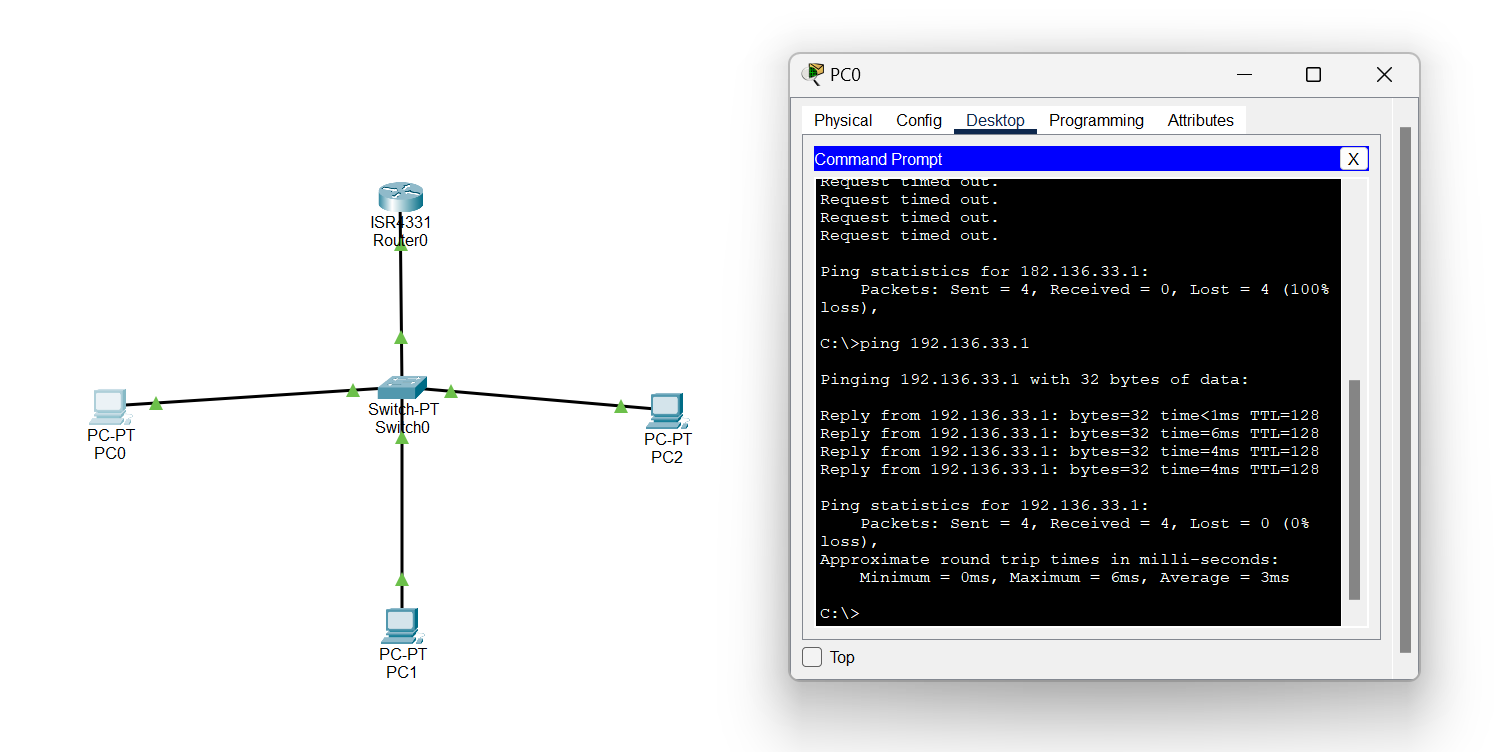 ISR4331
Router0
Switch-PT
Switch0
PC-PT
PC0
PC-PT
PC2
PC-PT
PC1
PC0
Physical Config Desktop Programming Attributes
Command Prompt X
Request timed out.
Request timed out.
Request timed out.
Request timed out.
Ping statistics for 182.136.33.1:
Packets: Sent = 4, Received = 0, Lost = 4 (100%
loss),
C:\>ping 192.136.33.1
Pinging 192.136.33.1 with 32 bytes of data:
Reply from 192.136.33.1: bytes=32 time<1ms TTL=128
Reply from 192.136.33.1: bytes=32 time=6ms TTL=128
Reply from 192.136.33.1: bytes=32 time=4ms TTL=128
Reply from 192.136.33.1: bytes=32 time=4ms TTL=128
Ping statistics for 192.136.33.1:
Packets: Sent = 4, Received = 4, Lost = 0 (0%
loss),
Approximate round trip times in milli-seconds:
Minimum = 0ms, Maximum = 6ms, Average = 3ms
C:\>
Top